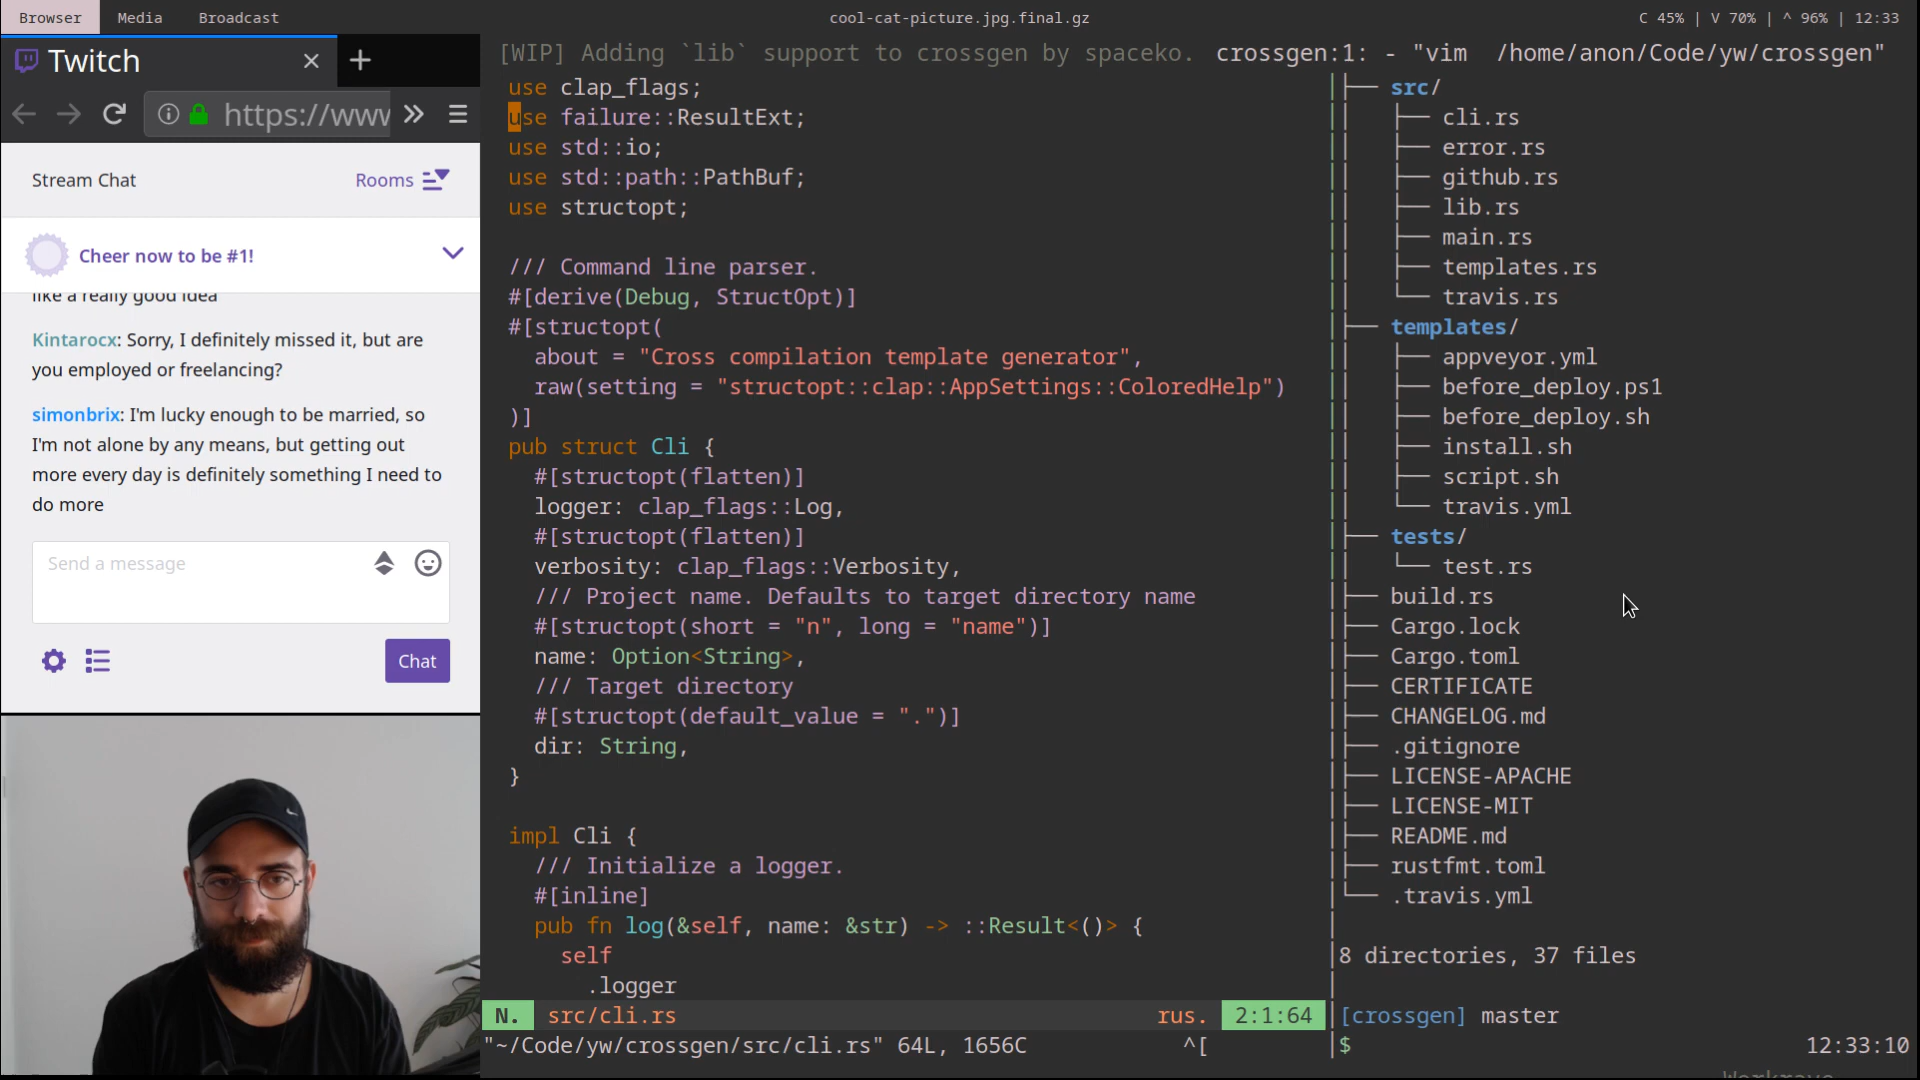 Browser Media Broadcast
cool-cat-picture.jpg.final.gz
C 45% | V 70% | ^ 96% | 12:33
Twitch
https://www
Stream Chat
Rooms
Cheer now to be #1!
like a really good idea
Kintarocx: Sorry, I definitely missed it, but are
you employed or freelancing?
simonbrix: I'm lucky enough to be married, so
I'm not alone by any means, but getting out
more every day is definitely something I need to
do more
Send a message
Chat
[WIP] Adding `lib` support to crossgen by spaceko. crossgen:1: - "vim  /home/anon/Code/yw/crossgen"
use clap_flags;
use failure::ResultExt;
use std::io;
use std::path::PathBuf;
use structopt;
/// Command line parser.
#[derive(Debug, StructOpt)]
#[structopt(
  about = "Cross compilation template generator",
  raw(setting = "structopt::clap::AppSettings::ColoredHelp")
)]
pub struct Cli {
  #[structopt(flatten)]
  logger: clap_flags::Log,
  #[structopt(flatten)]
  verbosity: clap_flags::Verbosity,
  /// Project name. Defaults to target directory name
  #[structopt(short = "n", long = "name")]
  name: Option<String>,
  /// Target directory
  #[structopt(default_value = ".")]
  dir: String,
}
impl Cli {
  /// Initialize a logger.
  #[inline]
  pub fn log(&self, name: &str) -> ::Result<()> {
    self
      .logger
N. src/cli.rs rus. 2:1:64
"~/Code/yw/crossgen/src/cli.rs" 64L, 1656C ^[
├── src/
│   ├── cli.rs
│   ├── error.rs
│   ├── github.rs
│   ├── lib.rs
│   ├── main.rs
│   ├── templates.rs
│   └── travis.rs
├── templates/
│   ├── appveyor.yml
│   ├── before_deploy.ps1
│   ├── before_deploy.sh
│   ├── install.sh
│   ├── script.sh
│   └── travis.yml
├── tests/
│   └── test.rs
├── build.rs
├── Cargo.lock
├── Cargo.toml
├── CERTIFICATE
├── CHANGELOG.md
├── .gitignore
├── LICENSE-APACHE
├── LICENSE-MIT
├── README.md
├── rustfmt.toml
└── .travis.yml
8 directories, 37 files
[crossgen] master
$ 12:33:10